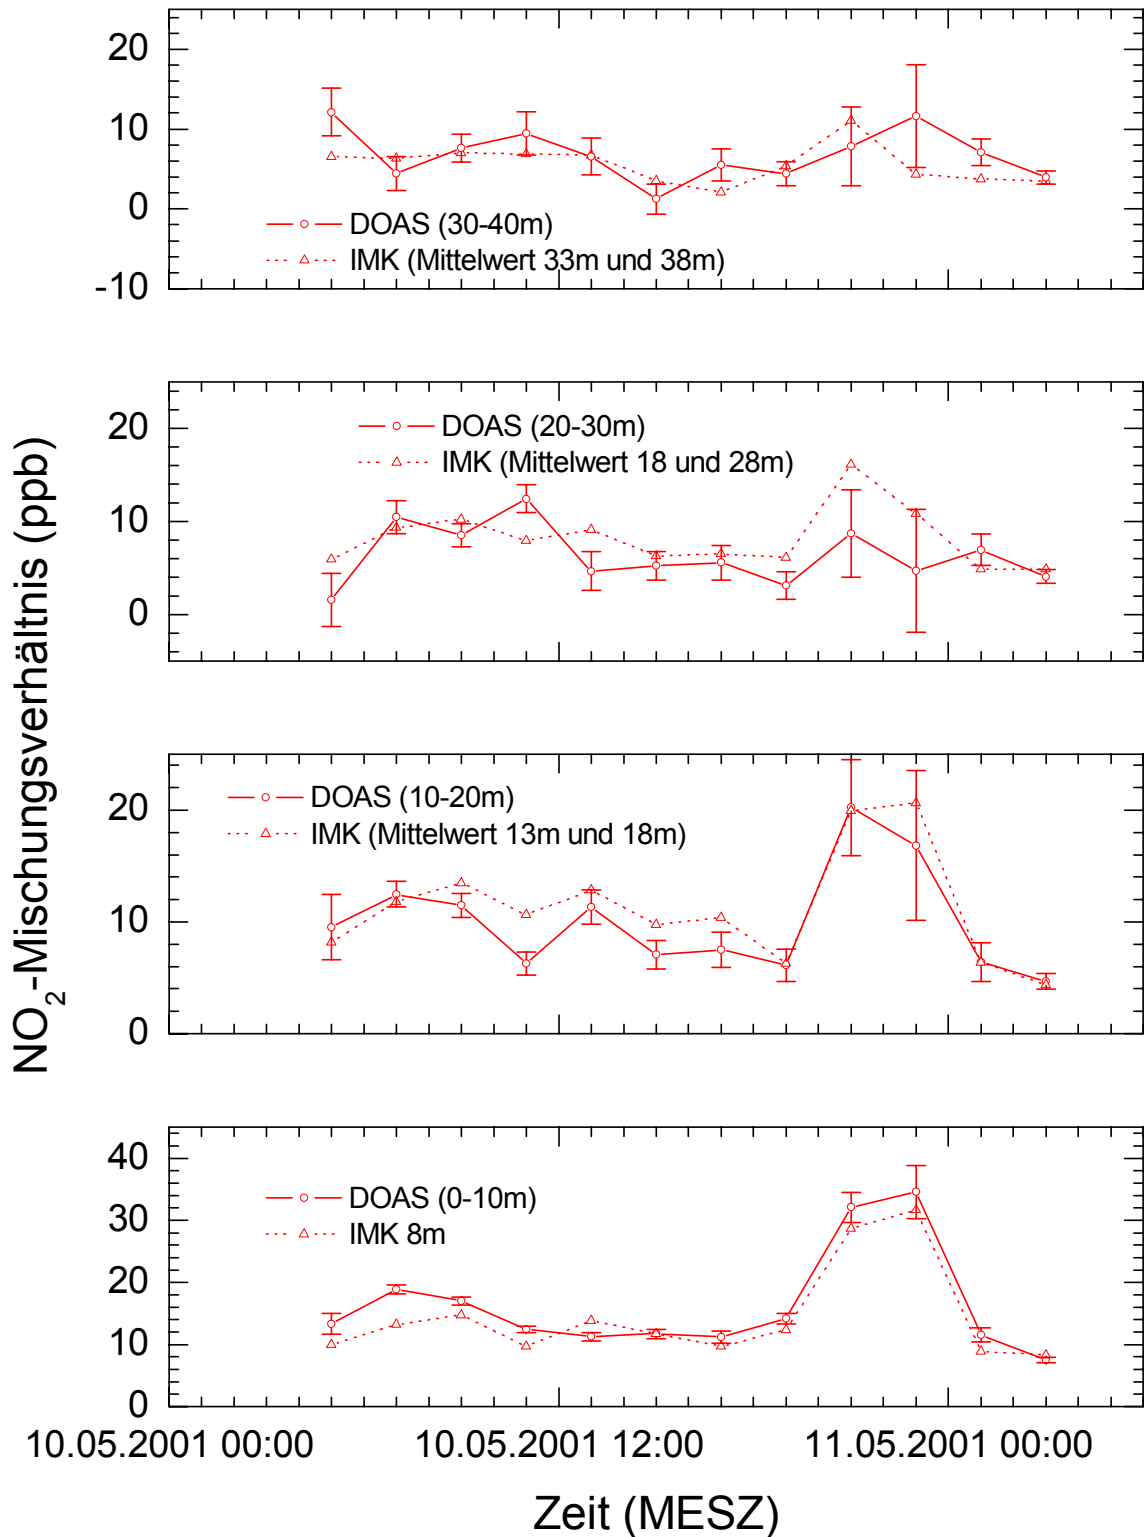 20
10
0
-10
DOAS (30-40m)
IMK (Mittelwert 33m und 38m)
20
10
0
DOAS (20-30m)
IMK (Mittelwert 18 und 28m)
NO₂-Mischungsverhältnis (ppb)
20
10
0
DOAS (10-20m)
IMK (Mittelwert 13m und 18m)
40
30
20
10
0
DOAS (0-10m)
IMK 8m
10.05.2001 00:00 10.05.2001 12:00 11.05.2001 00:00
Zeit (MESZ)